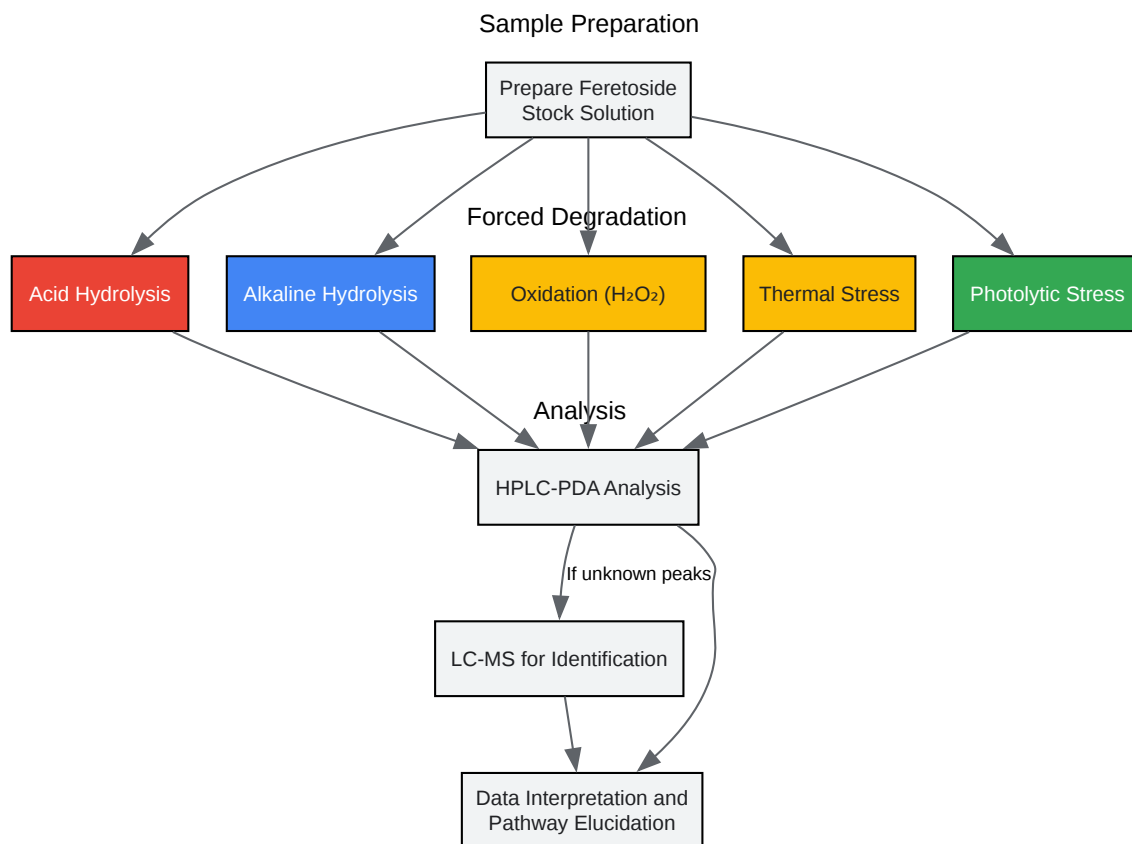 Sample Preparation
Prepare Feretoside
Stock Solution
Forced Degradation
Acid Hydrolysis
Alkaline Hydrolysis
Oxidation (H₂O₂)
Thermal Stress
Photolytic Stress
Analysis
HPLC-PDA Analysis
If unknown peaks
LC-MS for Identification
Data Interpretation and
Pathway Elucidation